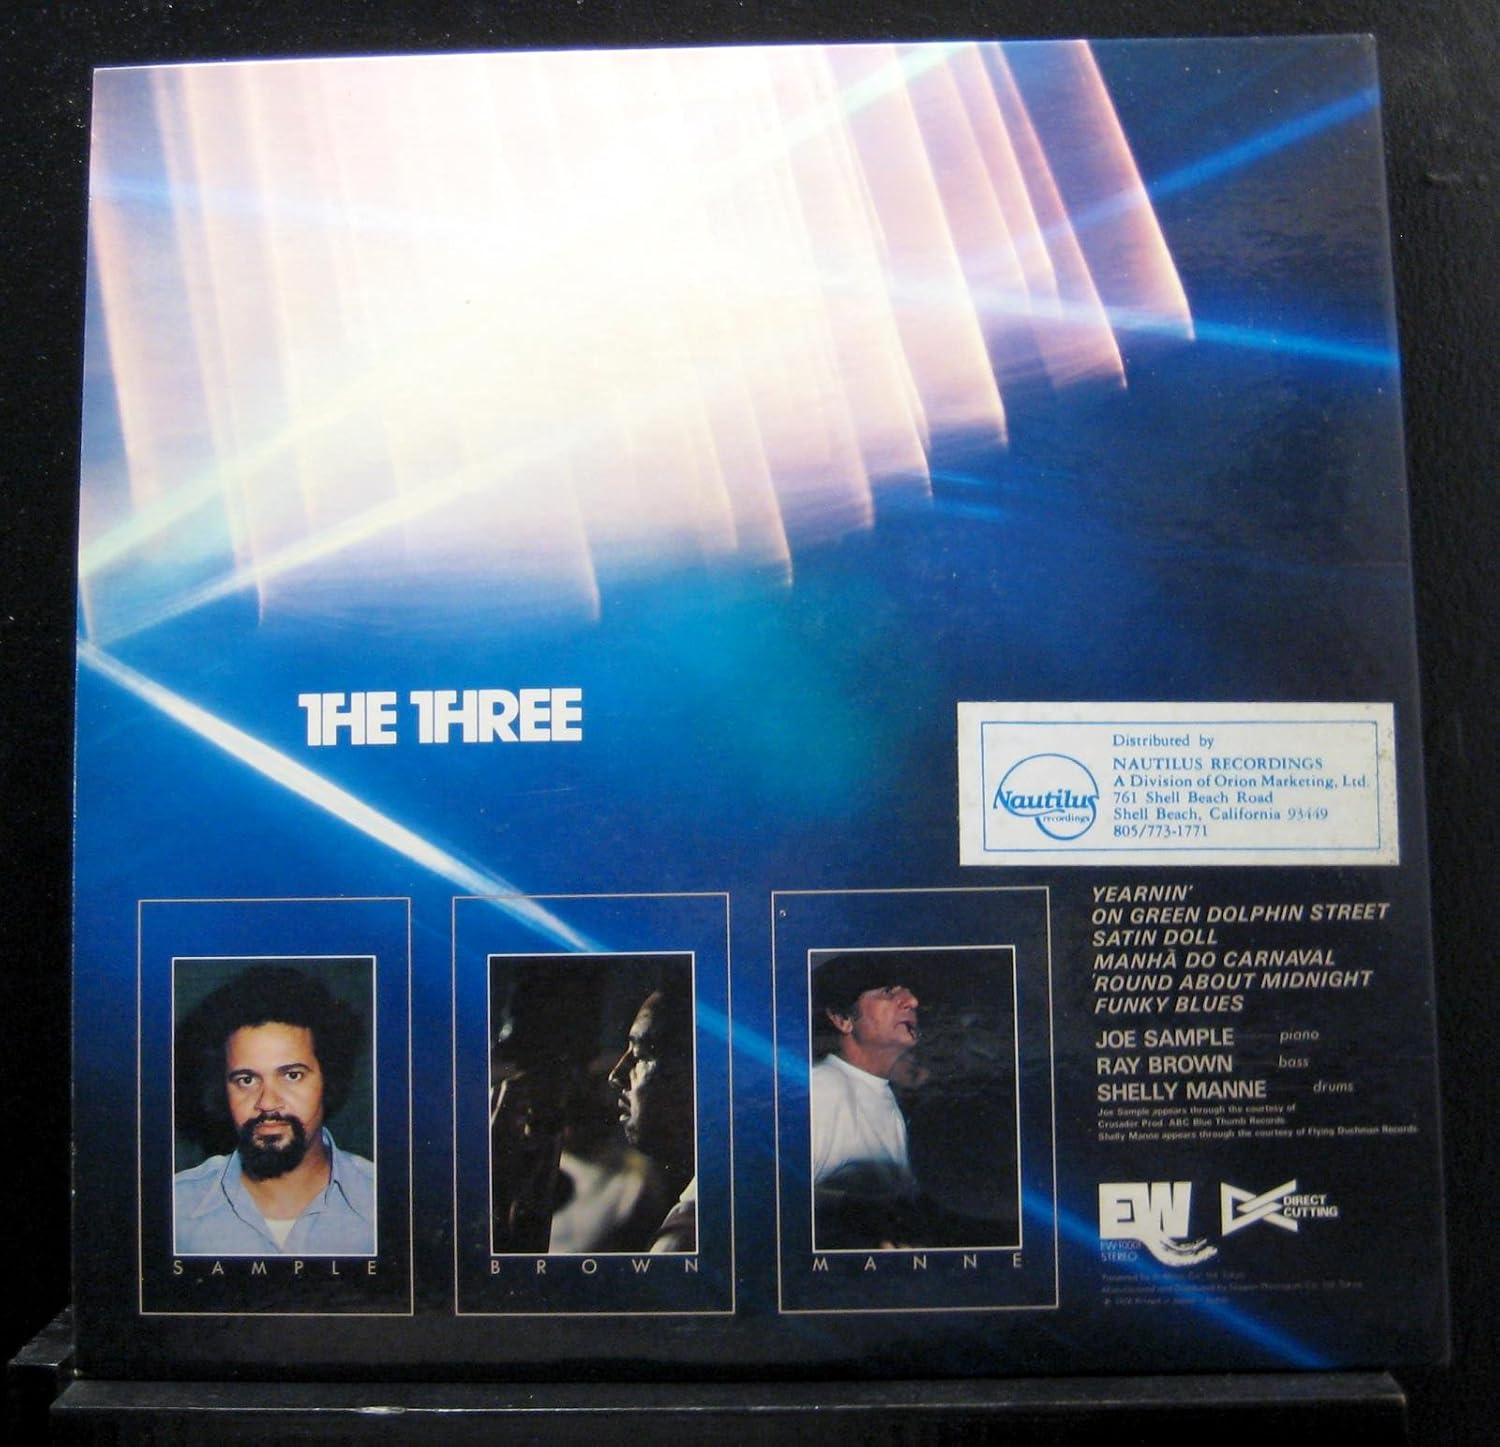 THE THREE
Distributed by
NAUTILUS RECORDINGS
A Division of Orion Marketing, Ltd.
761 Shell Beach Road
Shell Beach, California 93449
805/773-1771
Nautilus
recordings
YEARNIN'
ON GREEN DOLPHIN STREET
SATIN DOLL
MANHÃ DO CARNAVAL
'ROUND ABOUT MIDNIGHT
FUNKY BLUES
JOE SAMPLE piano
RAY BROWN bass
SHELLY MANNE drums
Joe Sample appears through the courtesy of
Crusader Prod. ABC Blue Thumb Records
Shelly Manne appears through the courtesy of Flying Duchman Records
SAMPLE
BROWN
MANNE
EW
DIRECT
CUTTING
EW-10001
STEREO